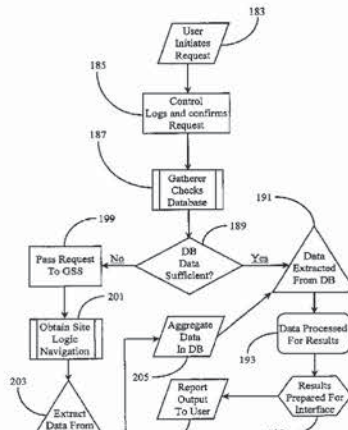 183
User
Initiates
Request
185
Control
Logs and confirms
Request
187
Gatherer
Checks
Database
191
199
189
Pass Request
To GSS
No
DB
Data
Sufficient?
Yes
Data
Extracted
From DB
201
Obtain Site
Logic
Navigation
Aggregate
Data
In DB
205
Data Processed
For Results
193
203
Extract
Data From
Report
Output
To User
Results
Prepared For
Interface